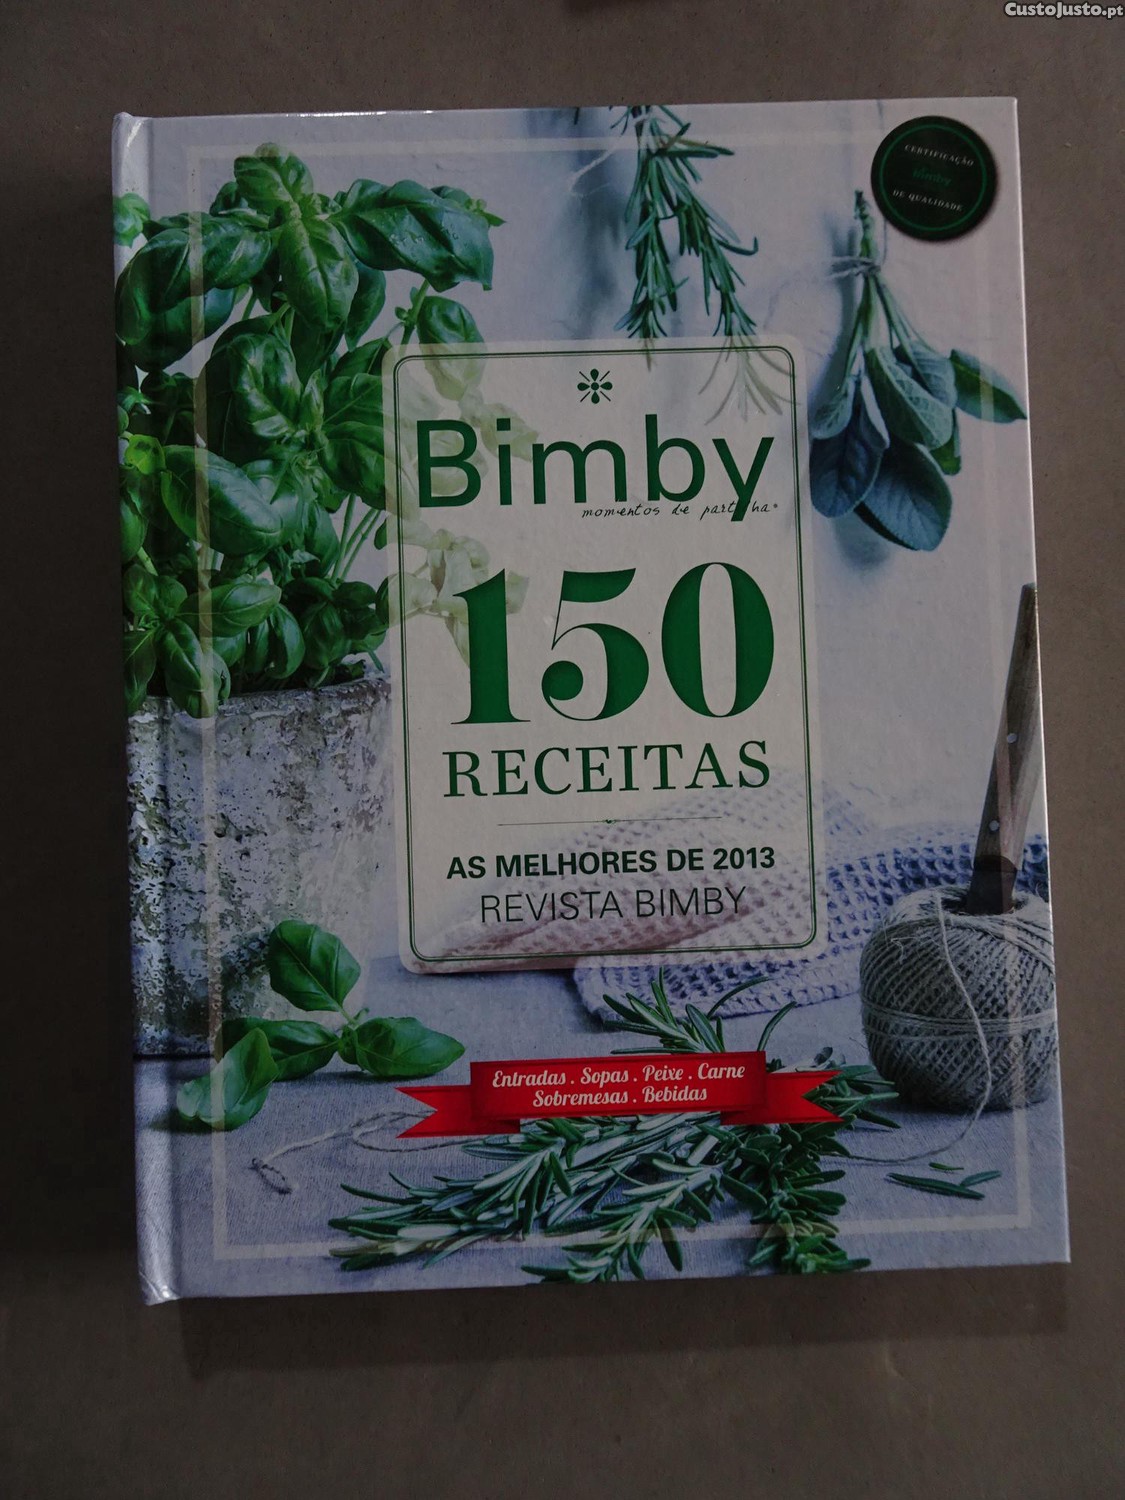 CustoJusto.pt
CERTIFICAÇÃO
Bimby
DE QUALIDADE
Bimby
momentos de partilha®
150
RECEITAS
AS MELHORES DE 2013
REVISTA BIMBY
Entradas . Sopas . Peixe . Carne
Sobremesas . Bebidas